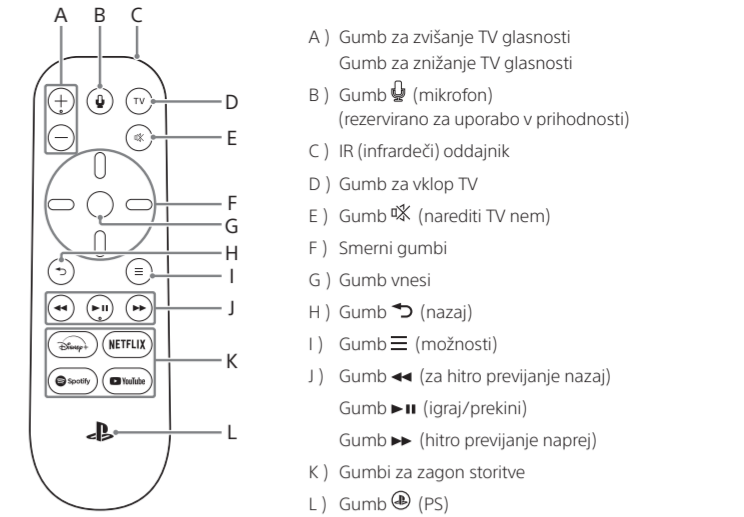 A B C
TV
D
E
F
G
H
I
J
Disney+ NETFLIX
K
Spotify YouTube
L
A ) Gumb za zvišanje TV glasnosti
Gumb za znižanje TV glasnosti
B ) Gumb (mikrofon)
(rezervirano za uporabo v prihodnosti)
C ) IR (infrardeči) oddajnik
D ) Gumb za vklop TV
E ) Gumb (narediti TV nem)
F ) Smerni gumbi
G ) Gumb vnesi
H ) Gumb (nazaj)
I ) Gumb (možnosti)
J ) Gumb (za hitro previjanje nazaj)
Gumb (igraj/prekini)
Gumb (hitro previjanje naprej)
K ) Gumbi za zagon storitve
L ) Gumb (PS)